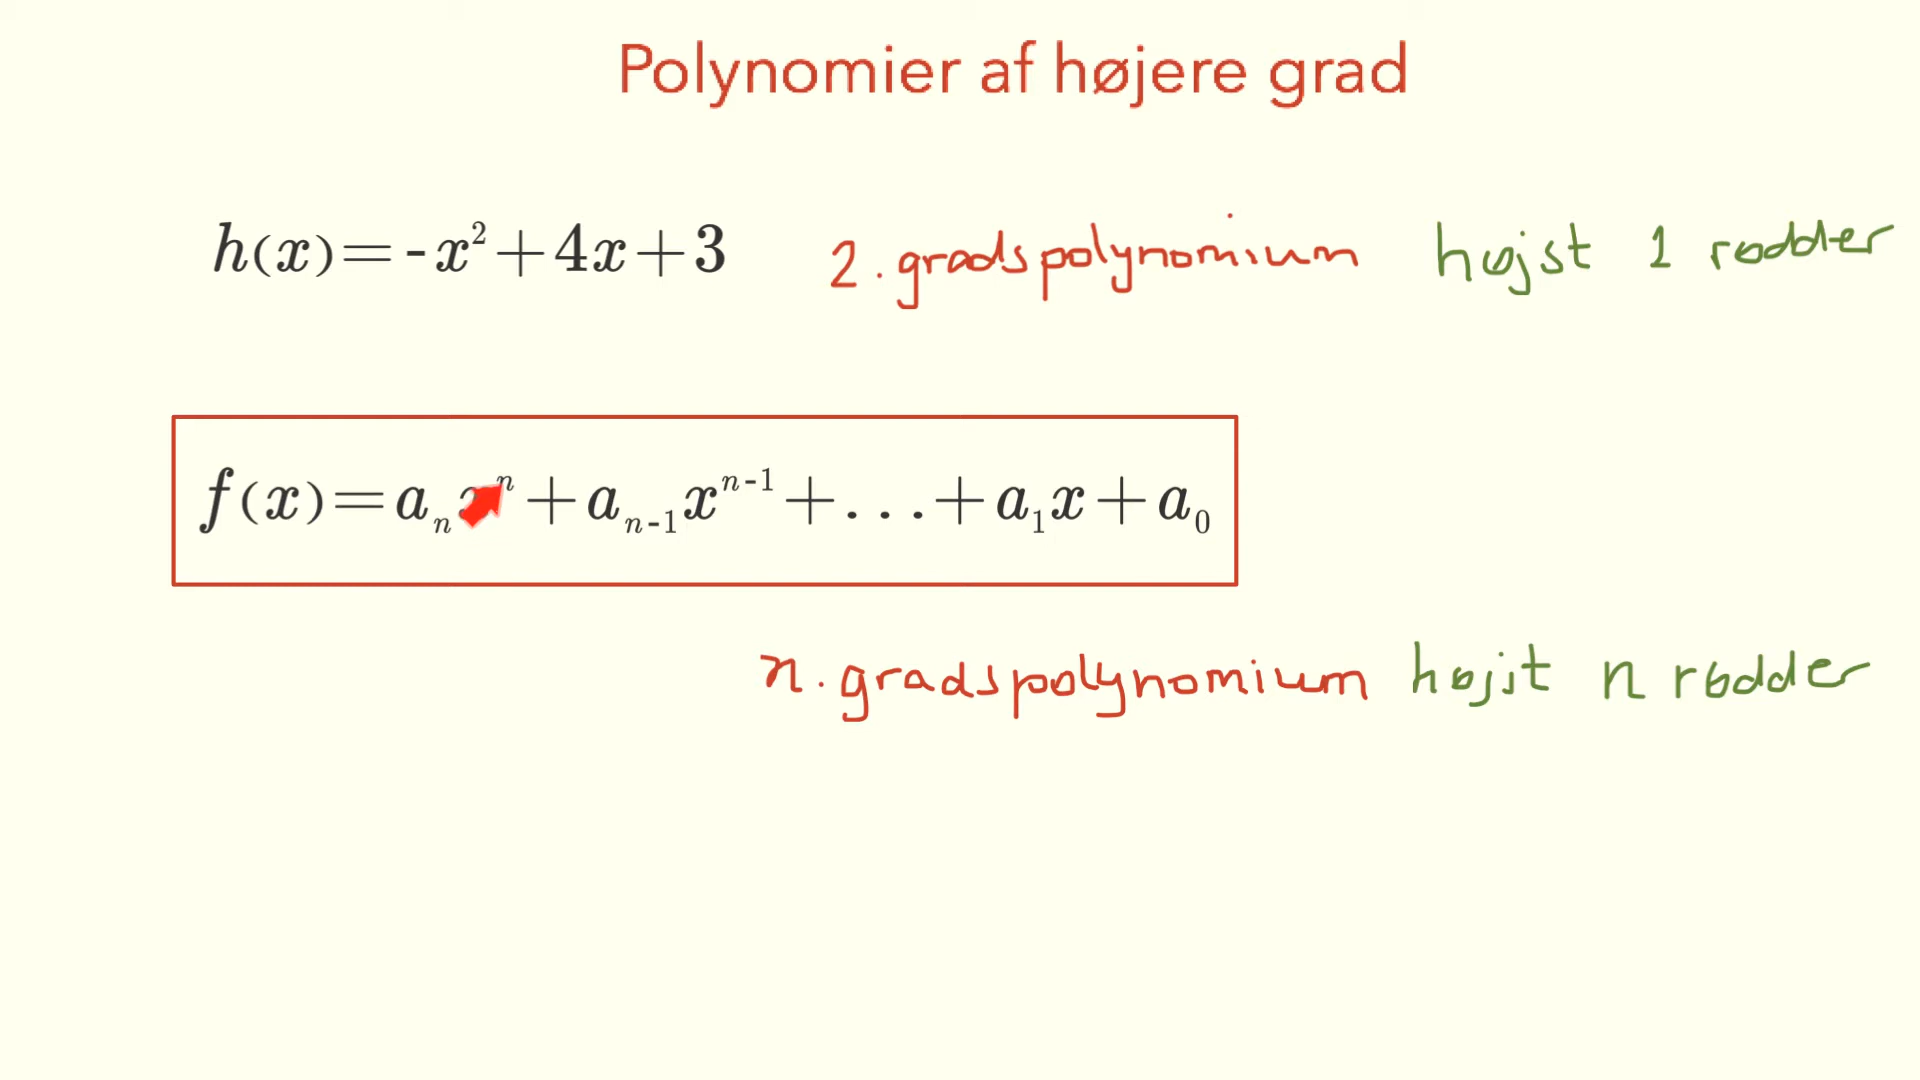 Polynomier af højere grad
h(x)=-x²+4x+3 2. gradspolynomium højst 1 rødder
f(x)=aₙxⁿ+aₙ₋₁xⁿ⁻¹+...+a₁x+a₀
n. gradspolynomium højst n rødder